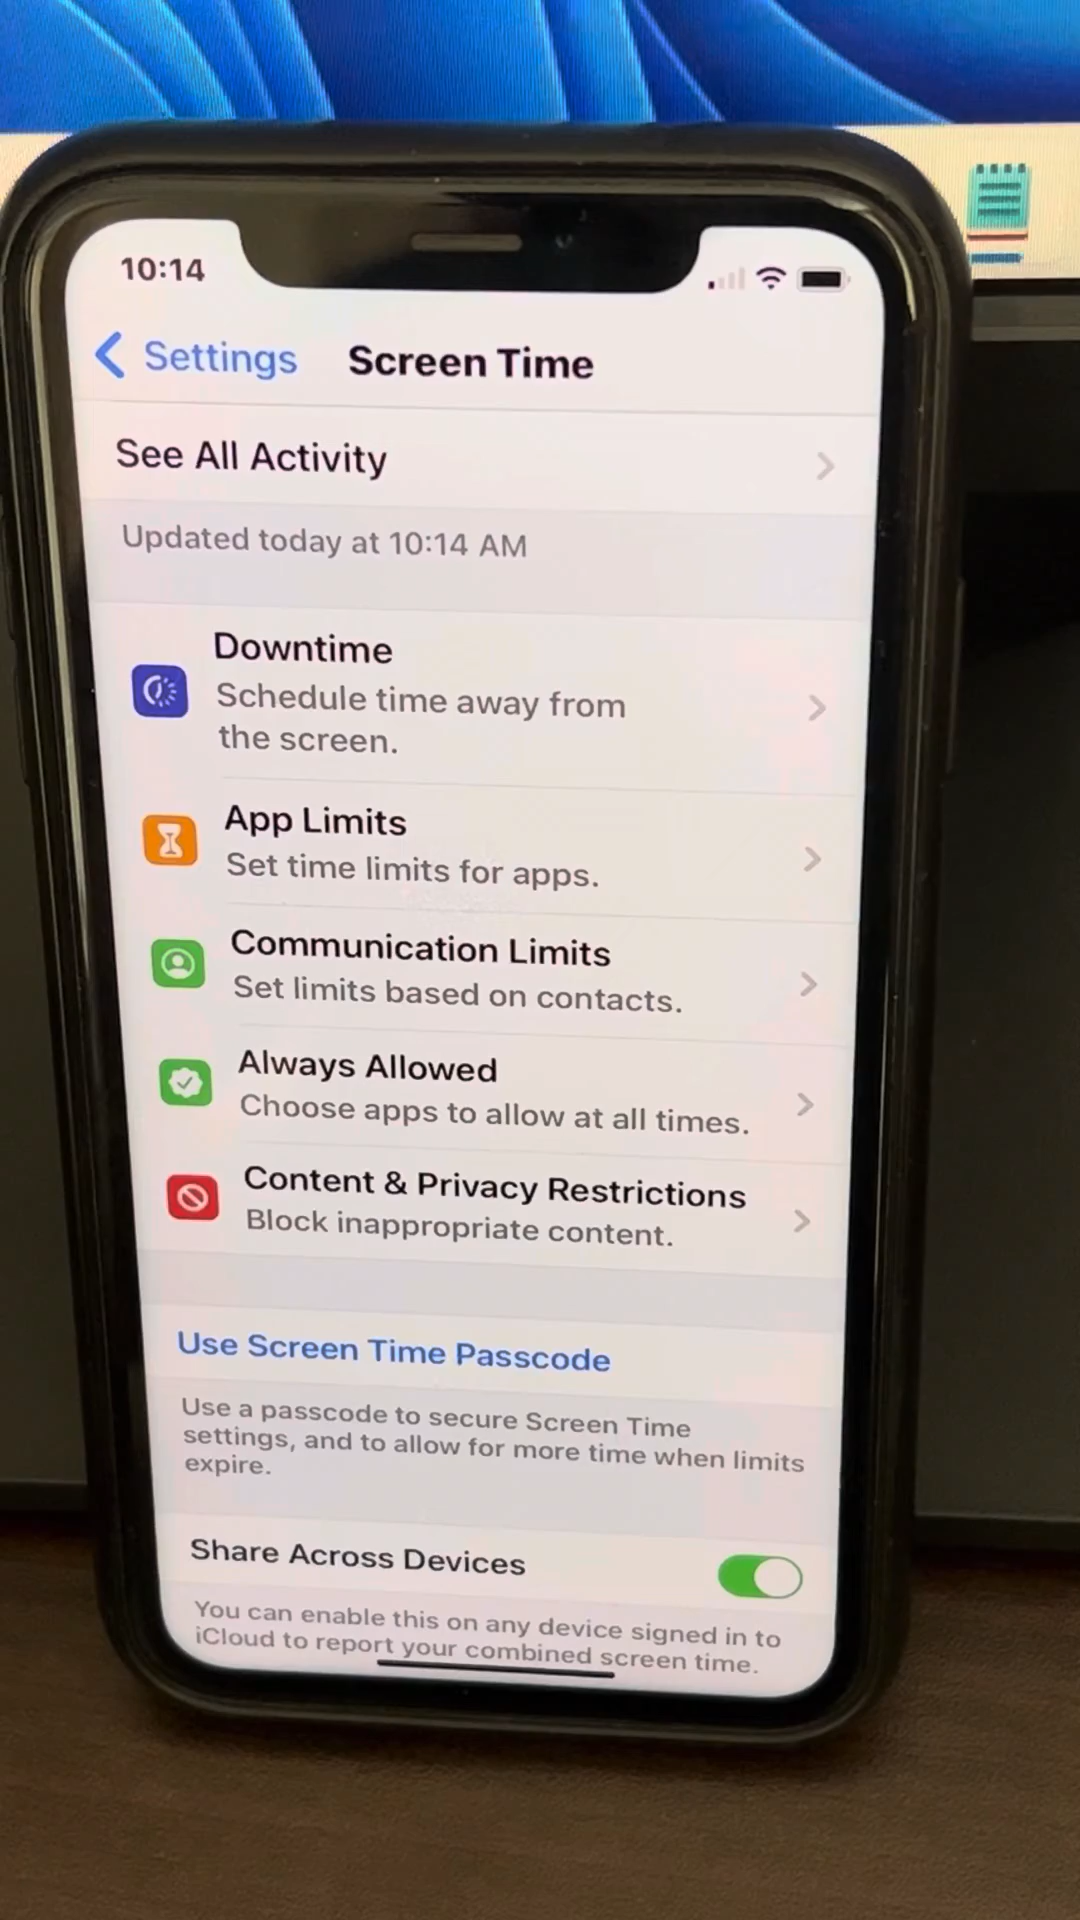 10:14
Settings
Screen Time
See All Activity
Updated today at 10:14 AM
Downtime
Schedule time away from
the screen.
App Limits
Set time limits for apps.
Communication Limits
Set limits based on contacts.
Always Allowed
Choose apps to allow at all times.
Content & Privacy Restrictions
Block inappropriate content.
Use Screen Time Passcode
Use a passcode to secure Screen Time
settings, and to allow for more time when limits
expire.
Share Across Devices
You can enable this on any device signed in to
iCloud to report your combined screen time.